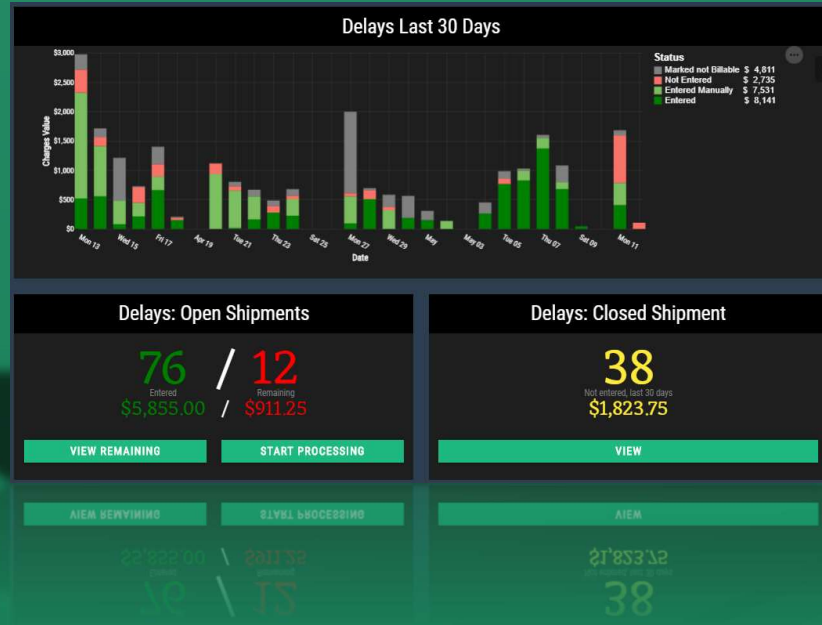 Delays Last 30 Days
$3,000
$2,500
$2,000
$1,500
$1,000
$500
$0
Charges Value
Mon 13
Wed 15
Fri 17
Apr 19
Tue 21
Thu 23
Sat 25
Mon 27
Wed 29
May
May 03
Tue 05
Thu 07
Sat 09
Mon 11
Date
Status
Marked not Billable $ 4,811
Not Entered $ 2,735
Entered Manually $ 7,531
Entered $ 8,141
Delays: Open Shipments
76 / 12
Entered Remaining
$5,855.00 / $911.25
VIEW REMAINING START PROCESSING
Delays: Closed Shipment
38
Not entered, last 30 days
$1,823.75
VIEW